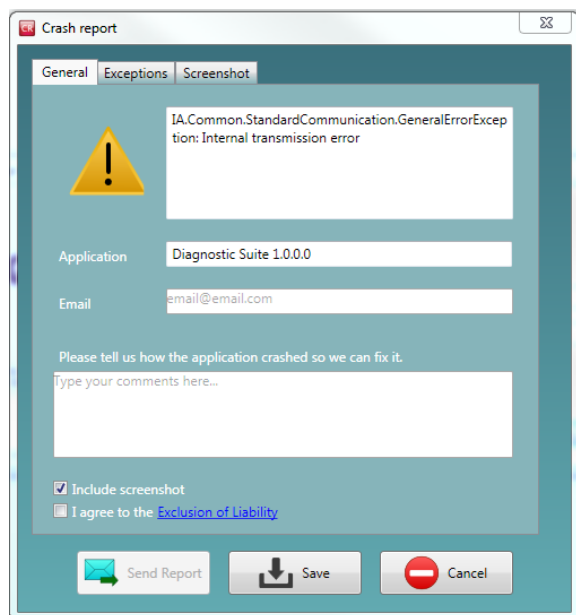 CR Crash report
General Exceptions Screenshot
IA.Common.StandardCommunication.GeneralErrorExcep
tion: Internal transmission error
Application Diagnostic Suite 1.0.0.0
Email email@email.com
Please tell us how the application crashed so we can fix it.
Type your comments here...
Include screenshot
I agree to the Exclusion of Liability
Send Report Save Cancel